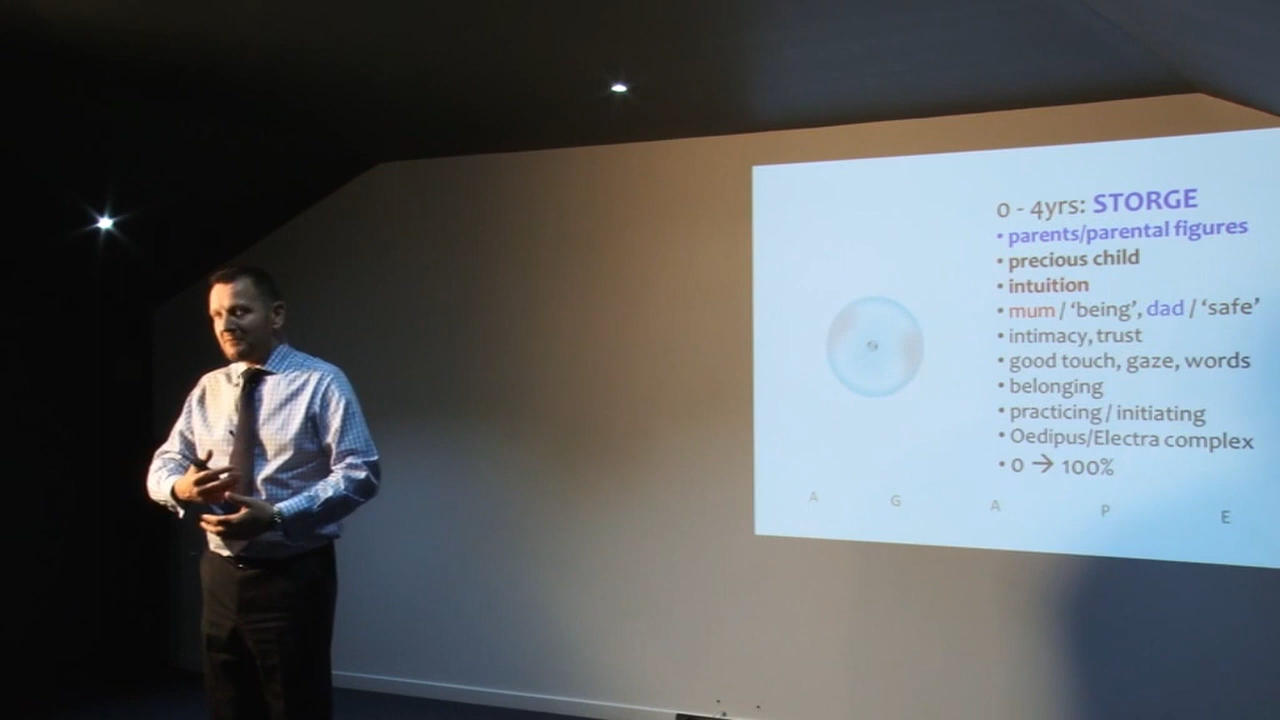 0 - 4yrs: STORGE
• parents/parental figures
• precious child
• intuition
• mum / ‘being’, dad / ‘safe’
• intimacy, trust
• good touch, gaze, words
• belonging
• practicing / initiating
• Oedipus/Electra complex
• 0 → 100%
A G A P E